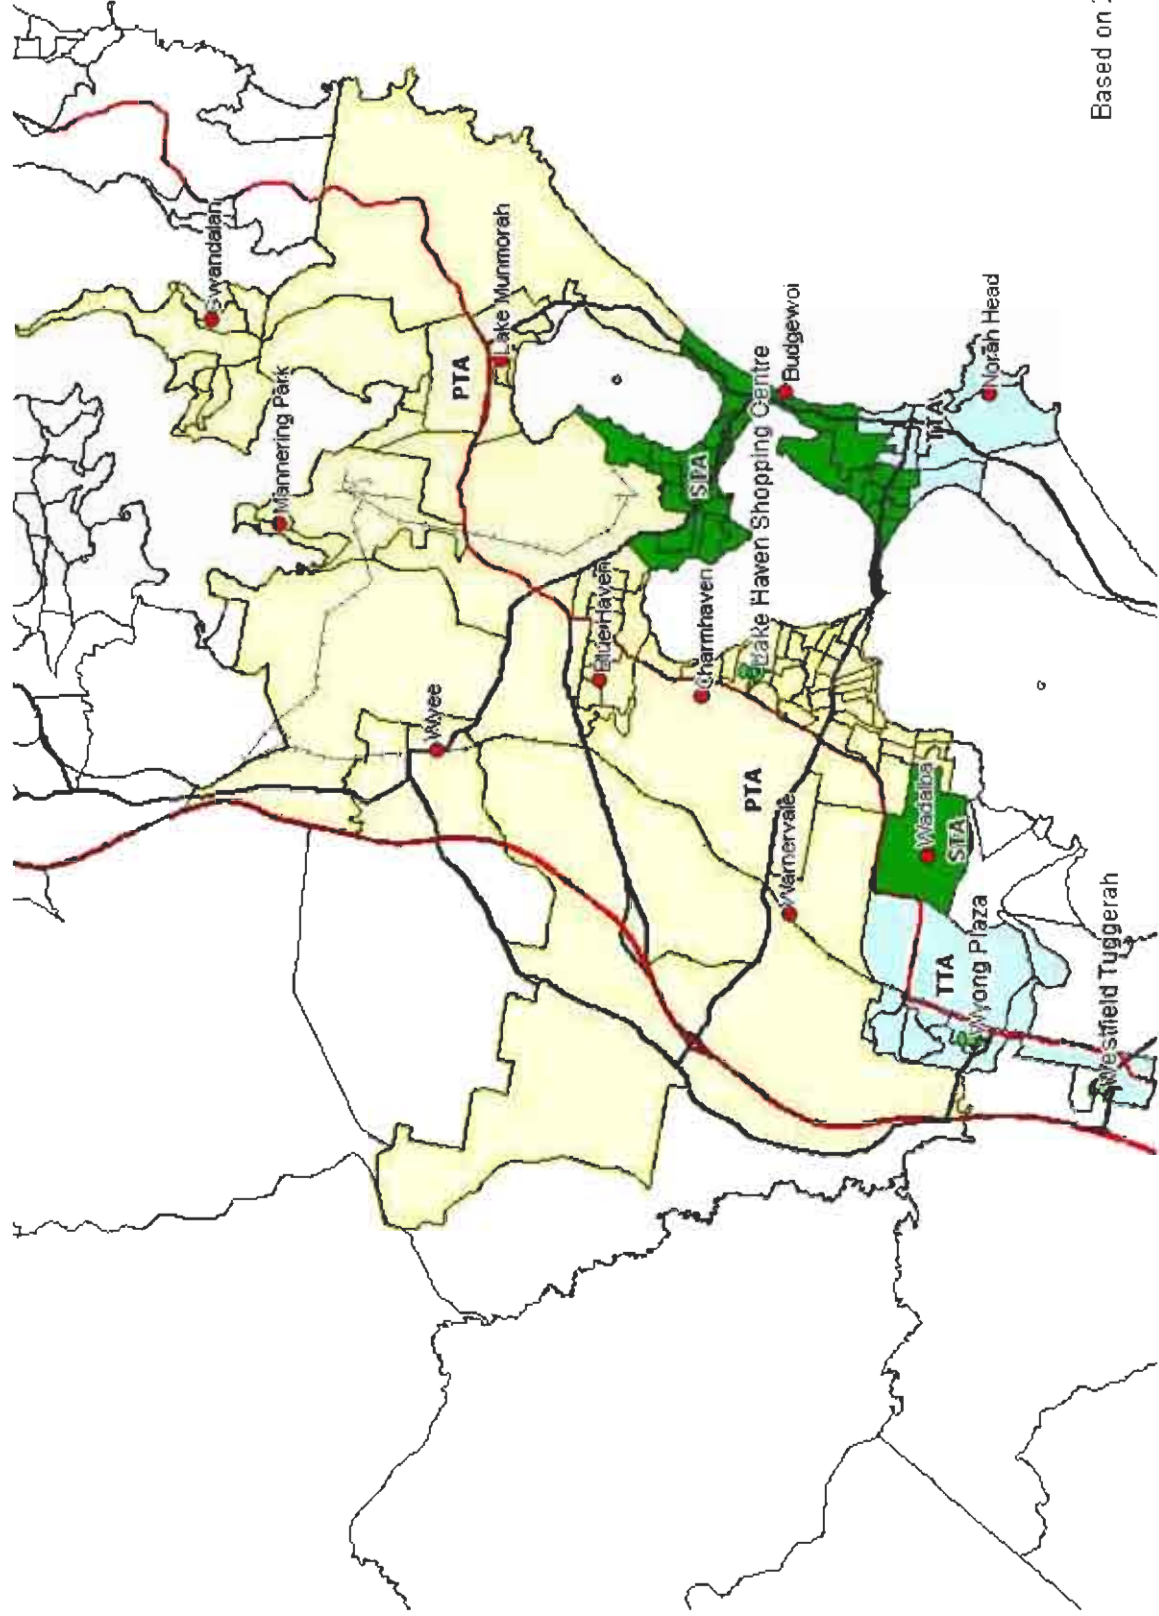 Gwandalan
Mannering Park
PTA
Lake Munmorah
Wyee
Blue Haven
STA
Charmhaven
Lake Haven Shopping Centre
Budgewoi
PTA
Warnervale
TTA
Norah Head
Wadalba
STA
TTA
Wyong Plaza
Westfield Tuggerah
Based on